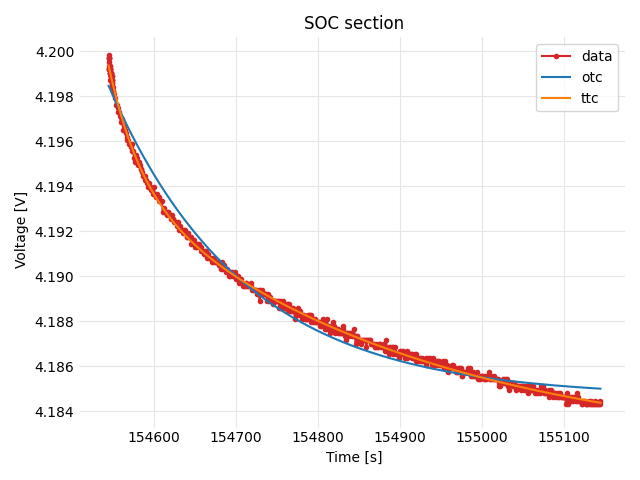 SOC section
4.200
4.198
4.196
4.194
4.192
4.190
4.188
4.186
4.184
Voltage [V]
data
otc
ttc
154600
154700
154800
154900
155000
155100
Time [s]